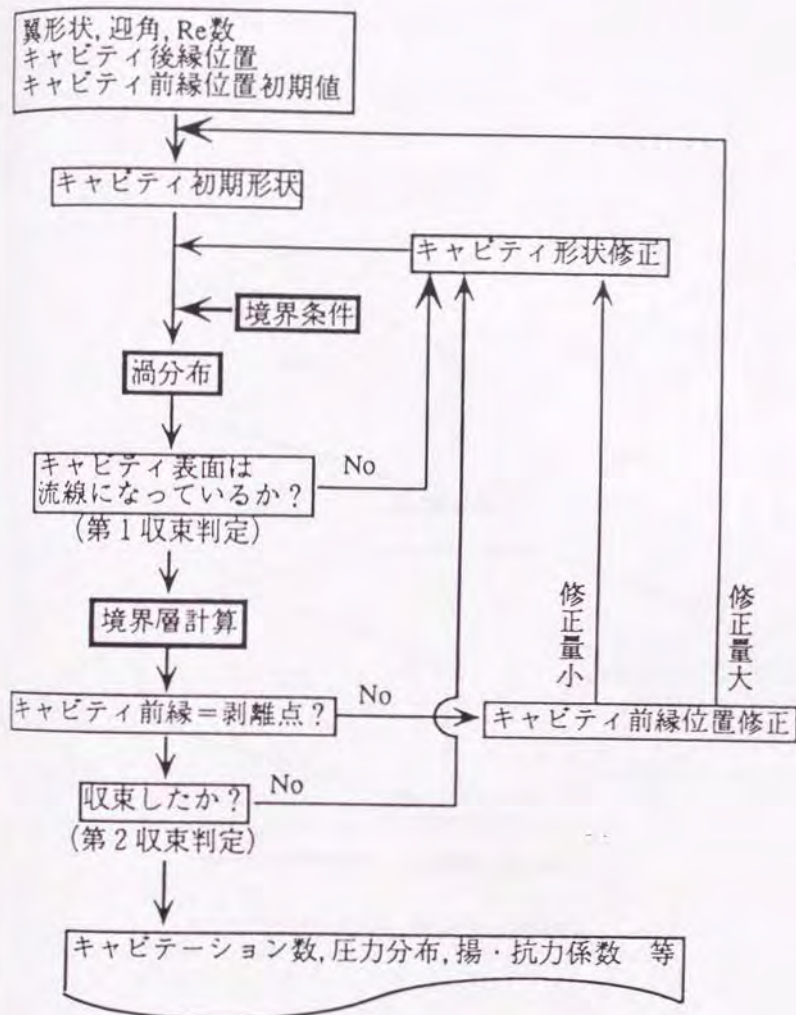 翼形状, 迎角, Re数
キャビティ後縁位置
キャビティ前縁位置初期値
キャビティ初期形状
キャビティ形状修正
境界条件
渦分布
キャビティ表面は
流線になっているか?
No
(第1収束判定)
境界層計算
修正量小
修正量大
キャビティ前縁=剥離点?
No
キャビティ前縁位置修正
収束したか?
No
(第2収束判定)
キャビテーション数, 圧力分布, 揚・抗力係数 等